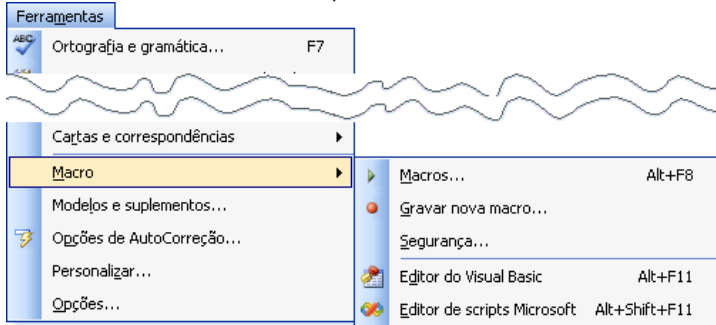 Ferramentas
ABC
Ortografia e gramática... F7
Cartas e correspondências
Macro
Modelos e suplementos...
Opções de AutoCorreção...
Personalizar...
Opções...
Macros... Alt+F8
Gravar nova macro...
Segurança...
Editor do Visual Basic Alt+F11
Editor de scripts Microsoft Alt+Shift+F11